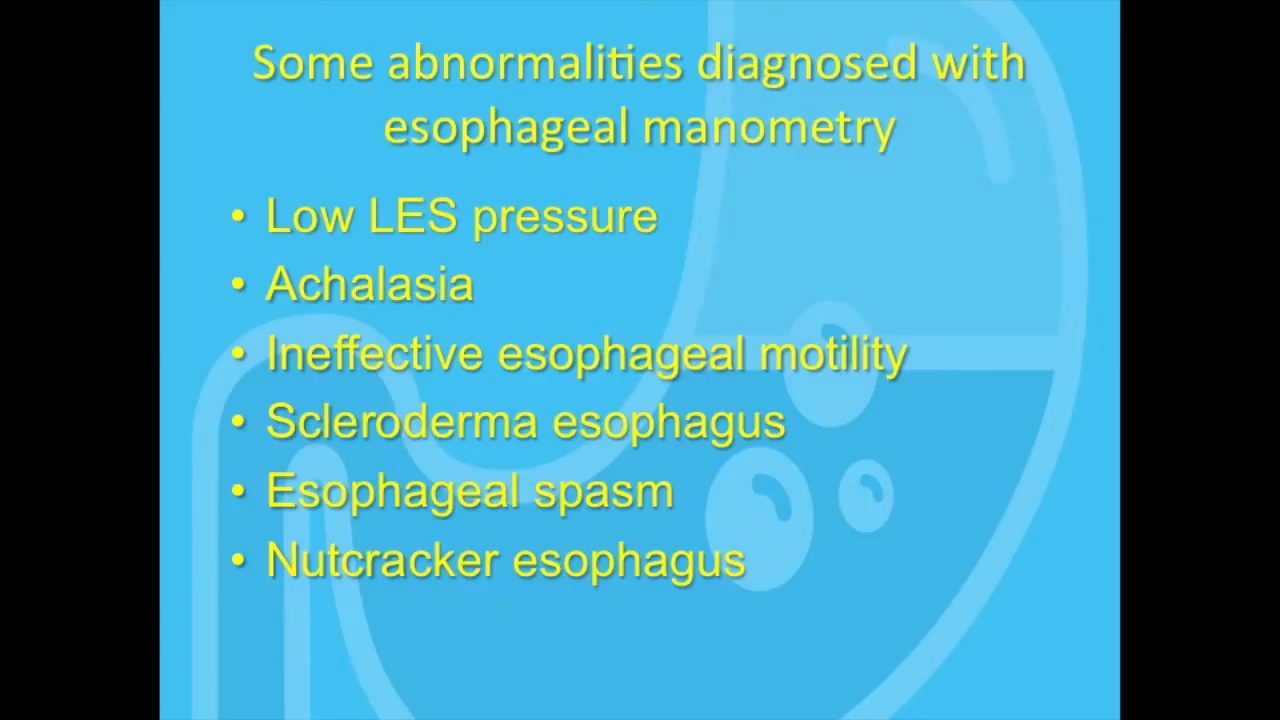 Some abnormalities diagnosed with
esophageal manometry
• Low LES pressure
• Achalasia
• Ineffective esophageal motility
• Scleroderma esophagus
• Esophageal spasm
• Nutcracker esophagus